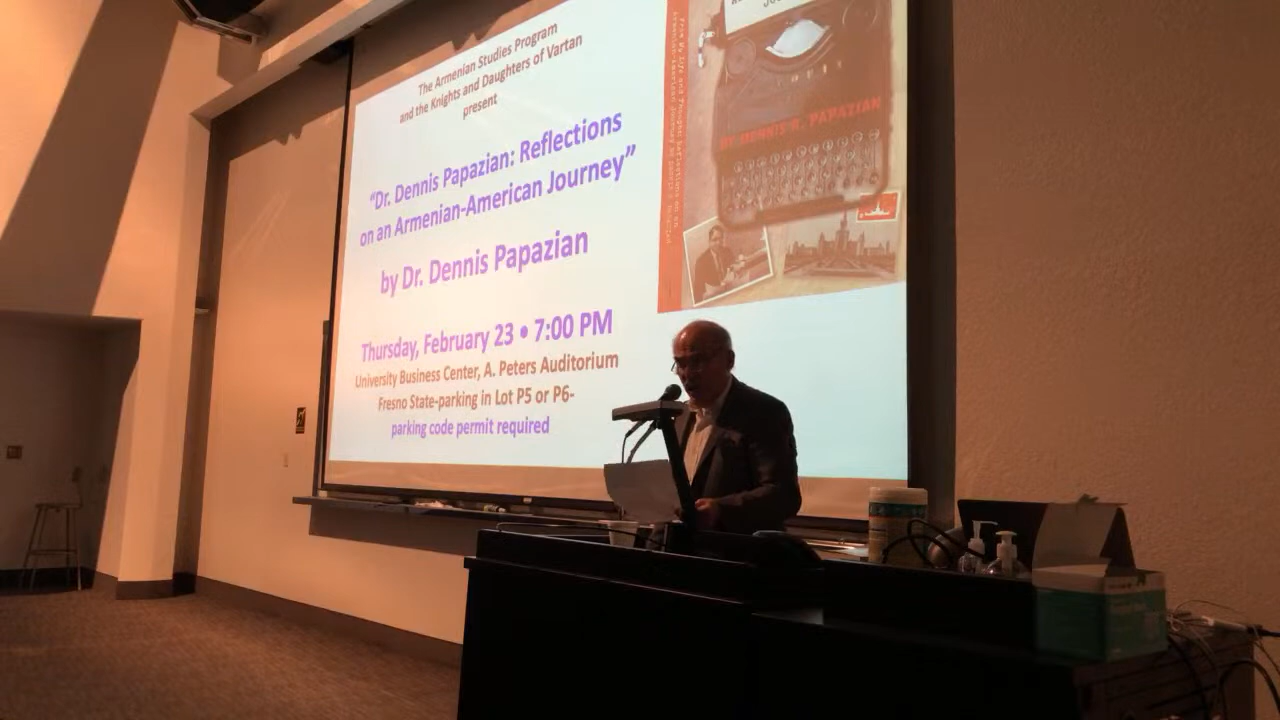 The Armenian Studies Program
and the Knights and Daughters of Vartan
present
“Dr. Dennis Papazian: Reflections
on an Armenian-American Journey”
by Dr. Dennis Papazian
Thursday, February 23 • 7:00 PM
University Business Center, A. Peters Auditorium
Fresno State-parking in Lot P5 or P6-
parking code permit required
BY DENNIS R. PAPAZIAN